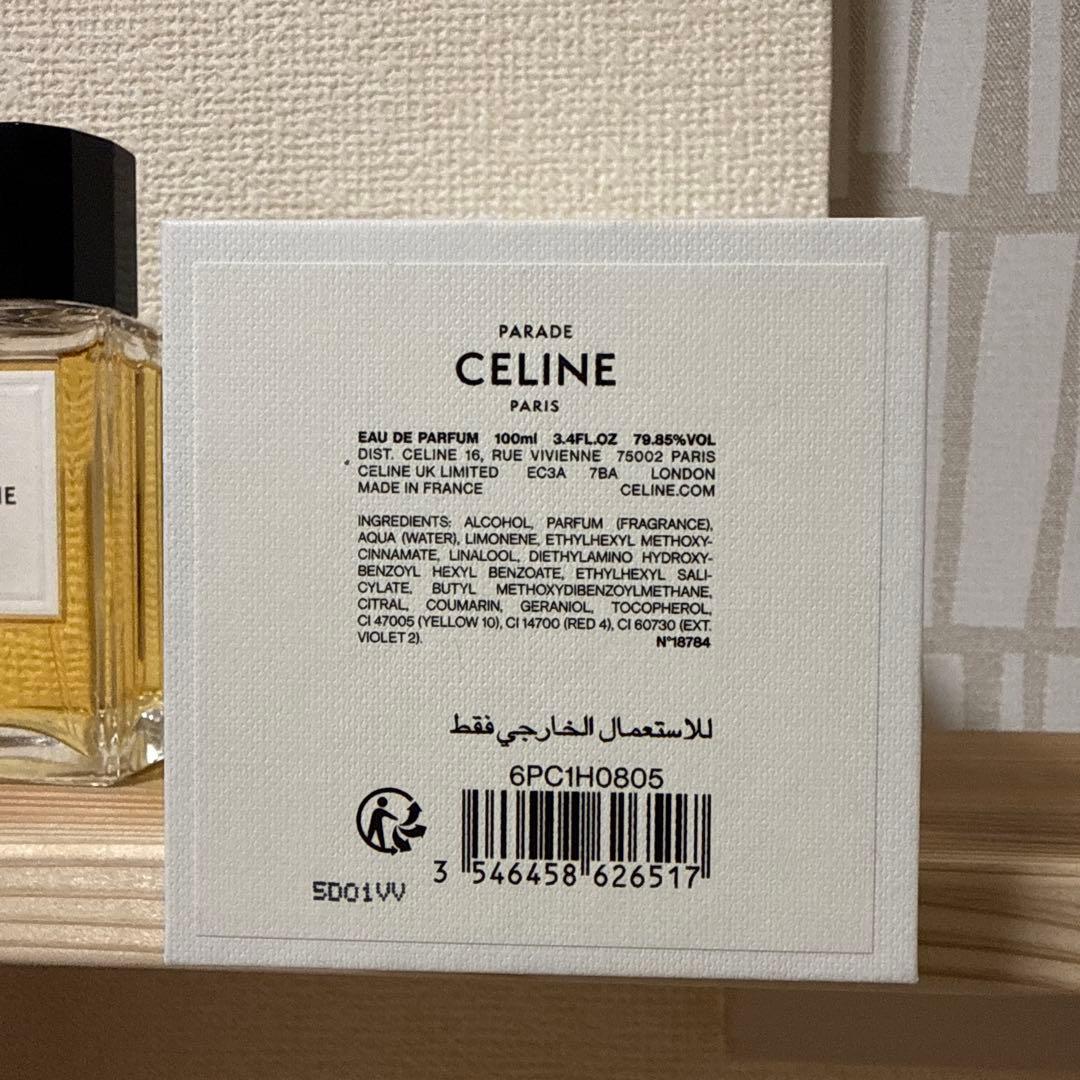 PARADE
CELINE
PARIS
EAU DE PARFUM 100ml 3.4FL.OZ 79.85%VOL
DIST. CELINE 16, RUE VIVIENNE 75002 PARIS
CELINE UK LIMITED EC3A 7BA LONDON
MADE IN FRANCE CELINE.COM
INGREDIENTS: ALCOHOL, PARFUM (FRAGRANCE),
AQUA (WATER), LIMONENE, ETHYLHEXYL METHOXY-
CINNAMATE, LINALOOL, DIETHYLAMINO HYDROXY-
BENZOYL HEXYL BENZOATE, ETHYLHEXYL SALI-
CYLATE, BUTYL METHOXYDIBENZOYLMETHANE,
CITRAL, COUMARIN, GERANIOL, TOCOPHEROL,
CI 47005 (YELLOW 10), CI 14700 (RED 4), CI 60730 (EXT.
VIOLET 2). N°18784
للاستعمال الخارجي فقط
6PC1H0805
3 546458 626517
5D01VV